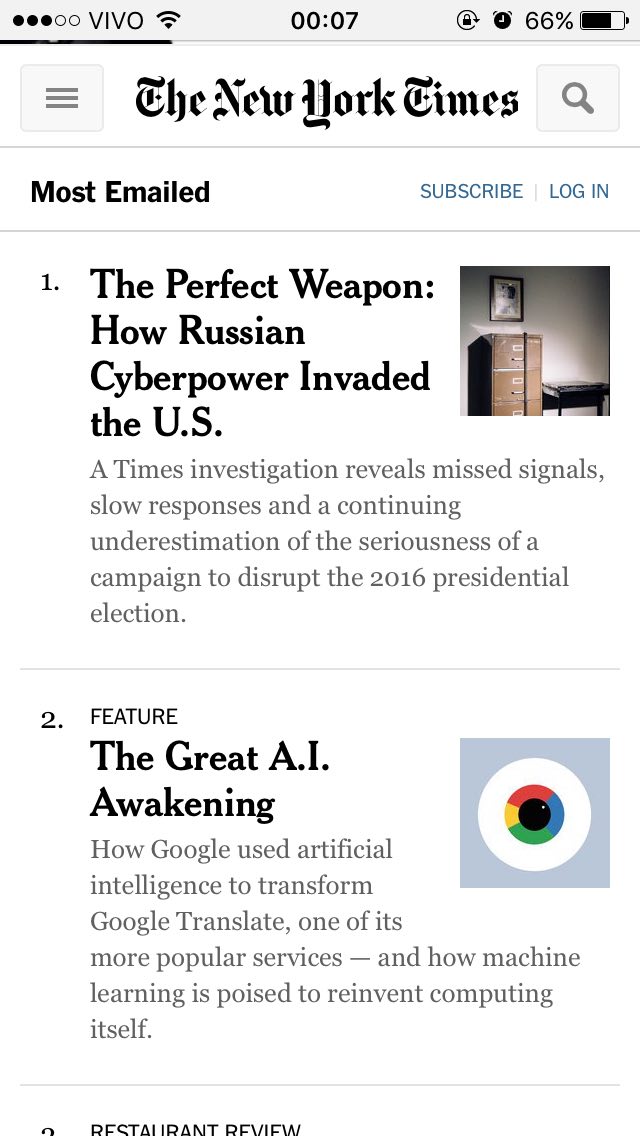 VIVO 00:07 66%
The New York Times
Most Emailed SUBSCRIBE | LOG IN
1. The Perfect Weapon:
How Russian
Cyberpower Invaded
the U.S.
A Times investigation reveals missed signals,
slow responses and a continuing
underestimation of the seriousness of a
campaign to disrupt the 2016 presidential
election.
2. FEATURE
The Great A.I.
Awakening
How Google used artificial
intelligence to transform
Google Translate, one of its
more popular services — and how machine
learning is poised to reinvent computing
itself.
RESTAURANT REVIEW